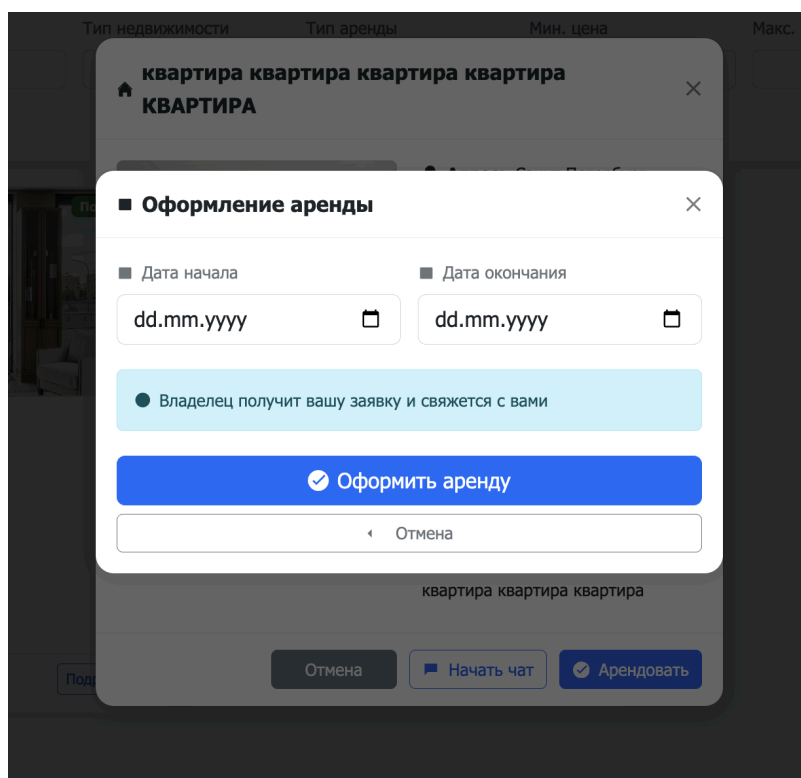 Тип недвижимости Тип аренды Мин. цена Макс.
квартира квартира квартира квартира
КВАРТИРА
Оформление аренды
Дата начала Дата окончания
dd.mm.yyyy dd.mm.yyyy
Владелец получит вашу заявку и свяжется с вами
Оформить аренду
Отмена
квартира квартира квартира
Отмена Начать чат Арендовать